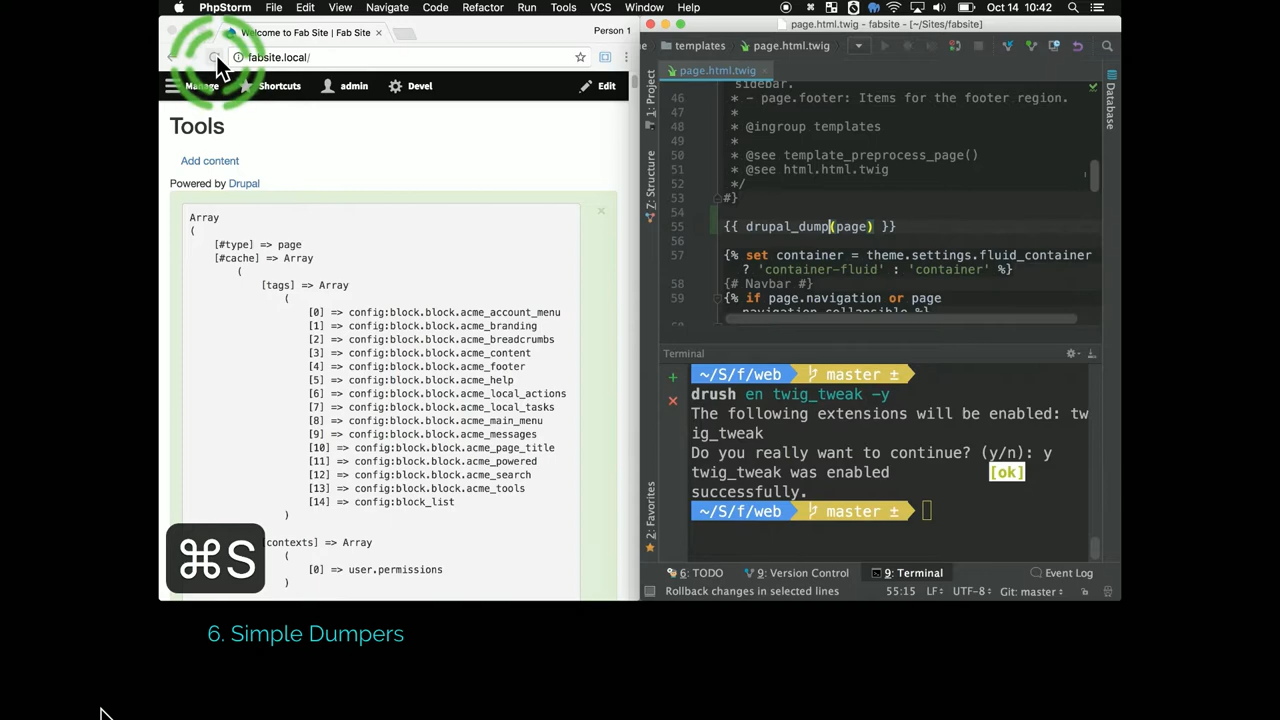 PhpStorm File Edit View Navigate Code Refactor Run Tools VCS Window Help Oct 14 10:42
Welcome to Fab Site | Fab Site × Person 1
fabsite.local/
Manage Shortcuts admin Devel Edit
Tools
Add content
Powered by Drupal
×
Array
(
[#type] => page
[#cache] => Array
(
[tags] => Array
(
[0] => config:block.block.acme_account_menu
[1] => config:block.block.acme_branding
[2] => config:block.block.acme_breadcrumbs
[3] => config:block.block.acme_content
[4] => config:block.block.acme_footer
[5] => config:block.block.acme_help
[6] => config:block.block.acme_local_actions
[7] => config:block.block.acme_local_tasks
[8] => config:block.block.acme_main_menu
[9] => config:block.block.acme_messages
[10] => config:block.block.acme_page_title
[11] => config:block.block.acme_powered
[12] => config:block.block.acme_search
[13] => config:block.block.acme_tools
[14] => config:block_list
)
[contexts] => Array
(
[0] => user.permissions
)
⌘S
page.html.twig - fabsite - [~/Sites/fabsite]
templates page.html.twig
page.html.twig ×
1: Project
7: Structure
2: Favorites
Database
sidebar.
46 * - page.footer: Items for the footer region.
47 *
48 * @ingroup templates
49 *
50 * @see template_preprocess_page()
51 * @see html.html.twig
52 */
53 #}
54
55 {{ drupal_dump(page) }}
56
57 {% set container = theme.settings.fluid_container
? 'container-fluid' : 'container' %}
58 {# Navbar #}
59 {% if page.navigation or page
.navigation_collapsible %}
Terminal
~/S/f/web master ±
drush en twig_tweak -y
The following extensions will be enabled: tw
ig_tweak
Do you really want to continue? (y/n): y
twig_tweak was enabled [ok]
successfully.
~/S/f/web master ±
6: TODO 9: Version Control 9: Terminal Event Log
Rollback changes in selected lines 55:15 LF÷ UTF-8÷ Git: master÷
6. Simple Dumpers